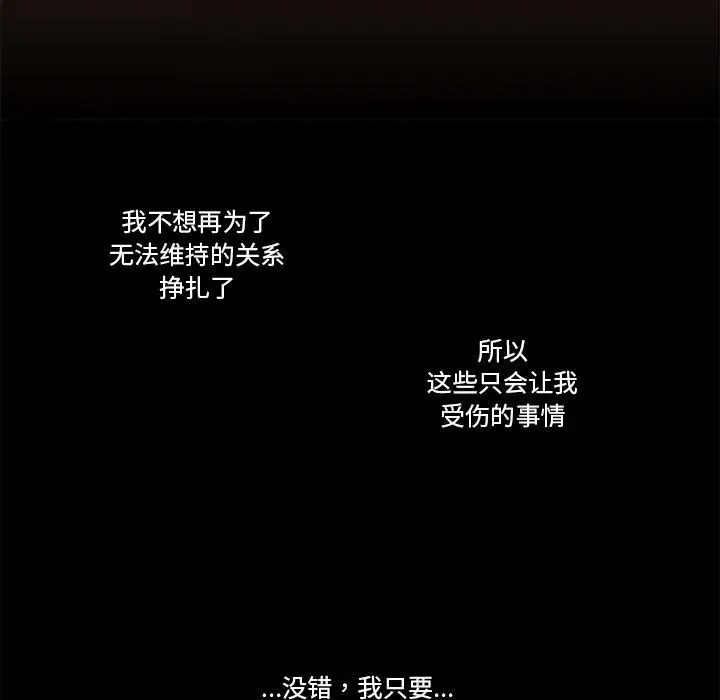 我不想再为了
无法维持的关系
挣扎了
所以
这些只会让我
受伤的事情
...没错，我只要...